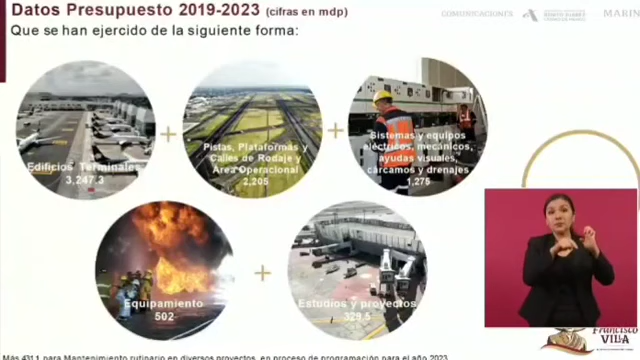 Datos Presupuesto 2019-2023 (cifras en mdp)
COMUNICACIONES
BENITO JUÁREZ
MARIN
Que se han ejercido de la siguiente forma:
Edificios Terminales
3,247.3
+
Pistas, Plataformas y
Calles de Rodaje y
Área Operacional
2,205
+
Sistemas y equipos
eléctricos, mecánicos,
ayudas visuales,
cárcamos y drenajes
1,275
Equipamiento
502
+
Estudios y proyectos
329.5
Francisco
VILLA
Más 431.1 para Mantenimiento rutinario en diversos proyectos, en proceso de programación para el año 2023